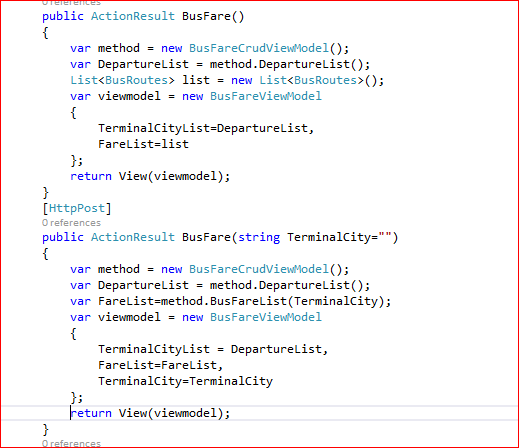 0 references
public ActionResult BusFare()
{
var method = new BusFareCrudViewModel();
var DepartureList = method.DepartureList();
List<BusRoutes> list = new List<BusRoutes>();
var viewmodel = new BusFareViewModel
{
TerminalCityList=DepartureList,
FareList=list
};
return View(viewmodel);
}
[HttpPost]
0 references
public ActionResult BusFare(string TerminalCity="")
{
var method = new BusFareCrudViewModel();
var DepartureList = method.DepartureList();
var FareList=method.BusFareList(TerminalCity);
var viewmodel = new BusFareViewModel
{
TerminalCityList = DepartureList,
FareList=FareList,
TerminalCity=TerminalCity
};
return View(viewmodel);
}
0 references